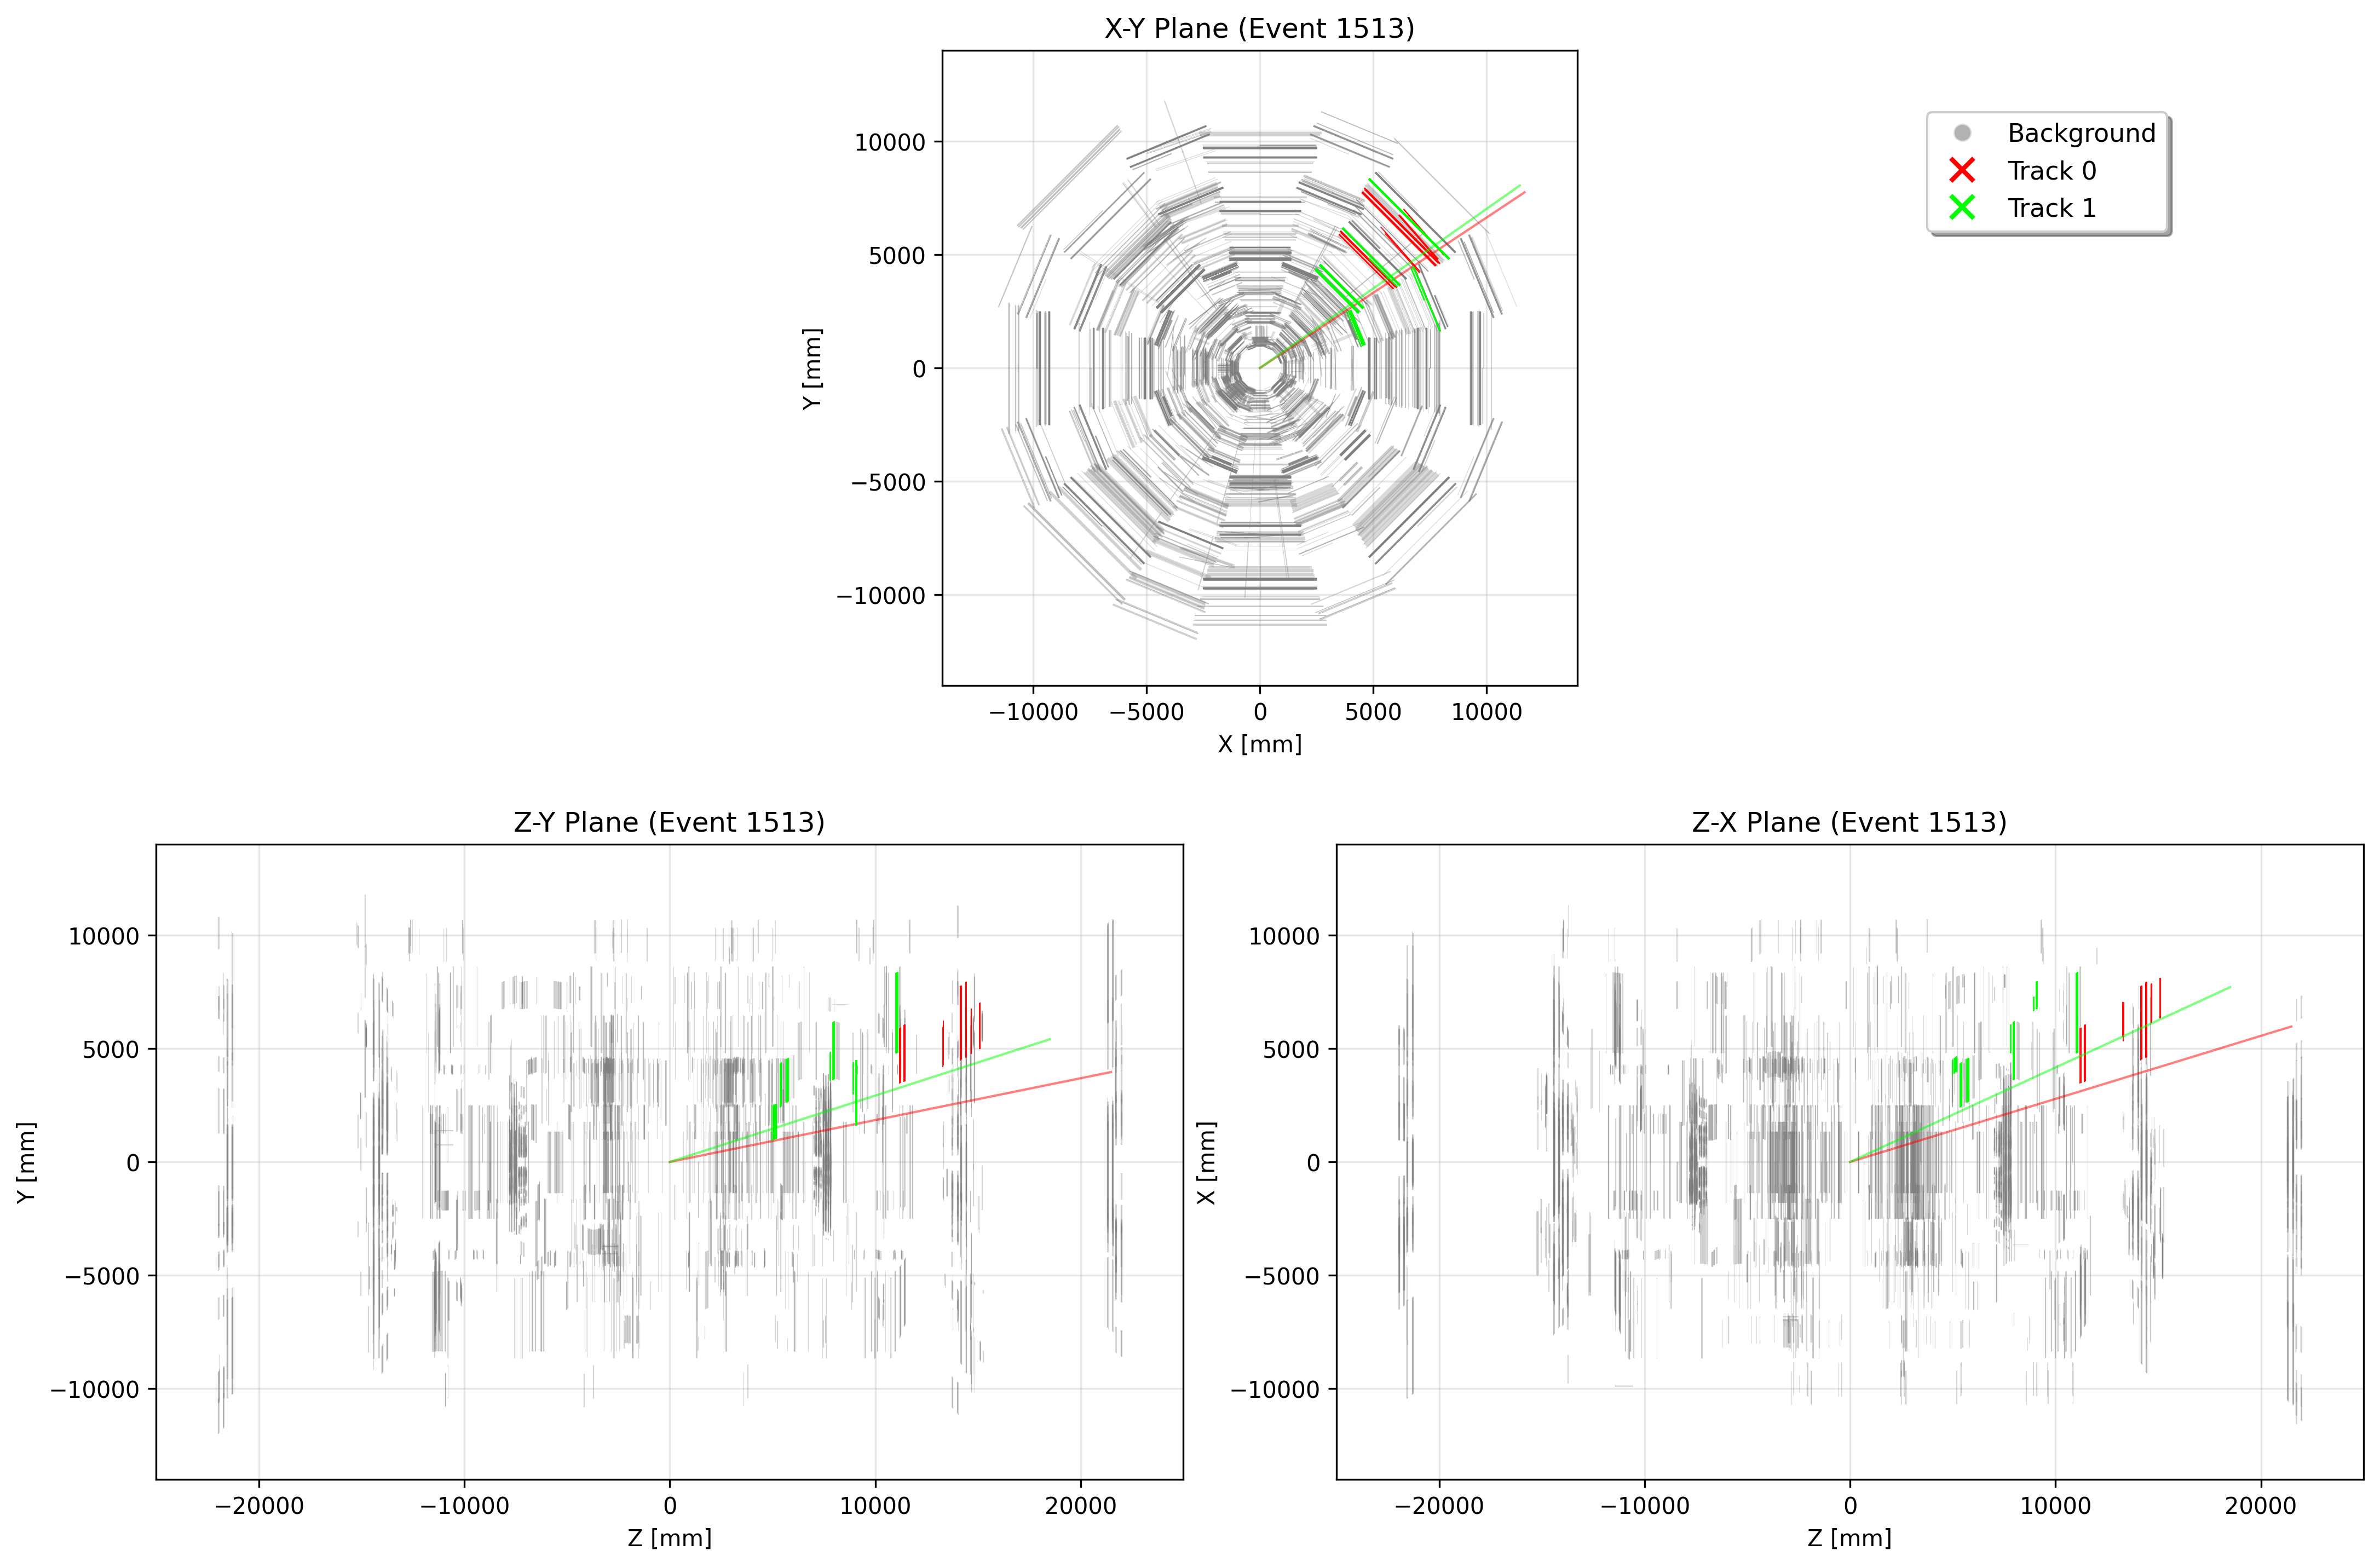 X-Y Plane (Event 1513)
10000
5000
0
−5000
−10000
Y [mm]
−10000 −5000 0 5000 10000
X [mm]
Background
Track 0
Track 1
Z-Y Plane (Event 1513)
10000
5000
0
−5000
−10000
Y [mm]
−20000 −10000 0 10000 20000
Z [mm]
Z-X Plane (Event 1513)
10000
5000
0
−5000
−10000
X [mm]
−20000 −10000 0 10000 20000
Z [mm]